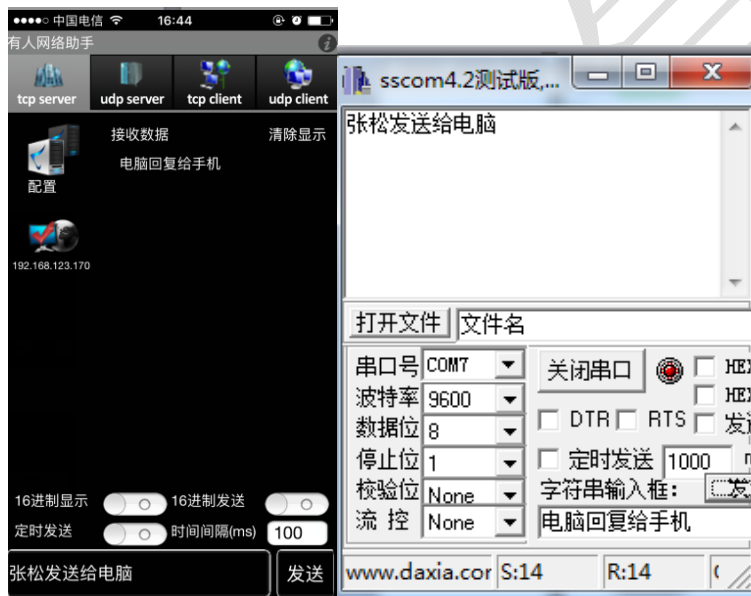 中国电信 16:44
有人网络助手
tcp server udp server tcp client udp client
接收数据 清除显示
电脑回复给手机
配置
192.168.123.170
16进制显示 16进制发送
定时发送 时间间隔(ms) 100
张松发送给电脑 发送
sscom4.2测试版,...
张松发送给电脑
打开文件 文件名
串口号 COM7 关闭串口 HEX
波特率 9600 HEX
数据位 8 DTR RTS 发送
停止位 1 定时发送 1000
校验位 None 字符串输入框: 发
流 控 None 电脑回复给手机
www.daxia.cor S:14 R:14